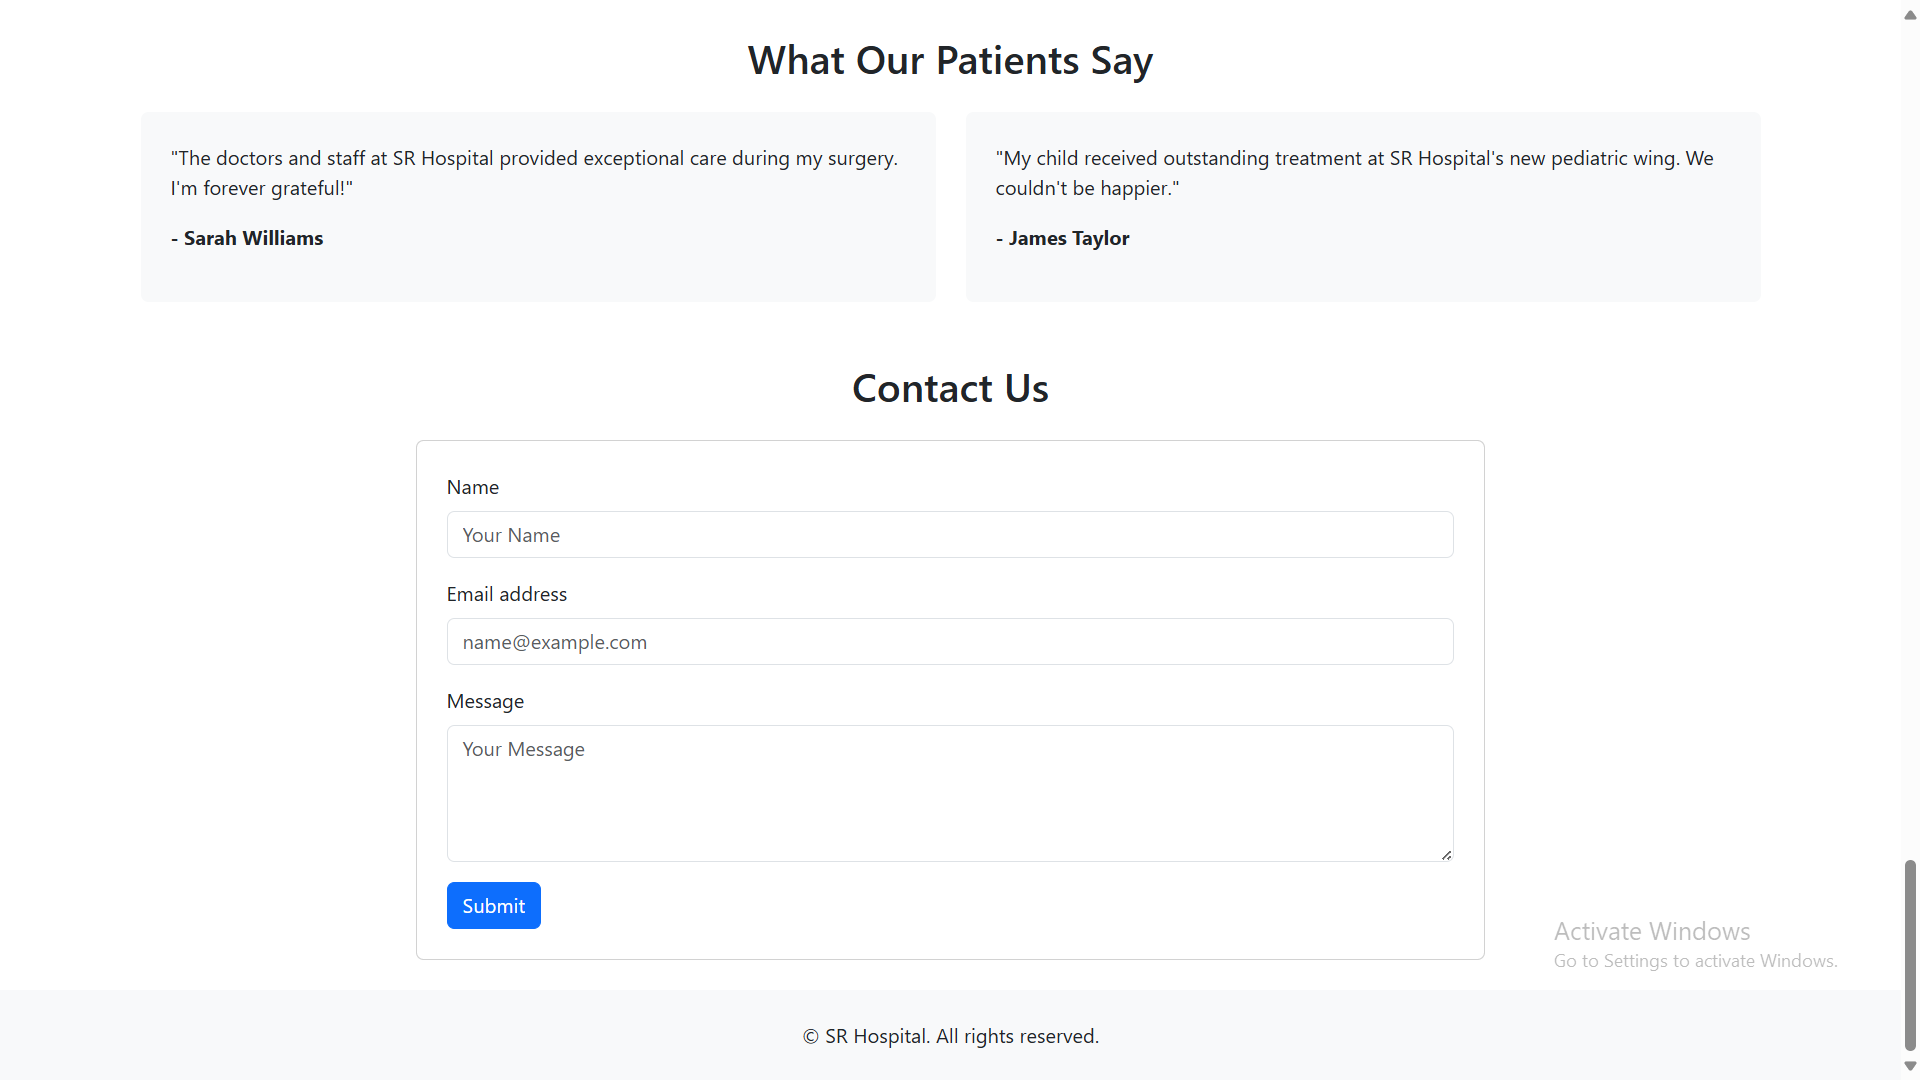 What Our Patients Say
"The doctors and staff at SR Hospital provided exceptional care during my surgery.
I'm forever grateful!"
- Sarah Williams
"My child received outstanding treatment at SR Hospital's new pediatric wing. We
couldn't be happier."
- James Taylor
Contact Us
Name
Your Name
Email address
name@example.com
Message
Your Message
Submit
Activate Windows
Go to Settings to activate Windows.
© SR Hospital. All rights reserved.